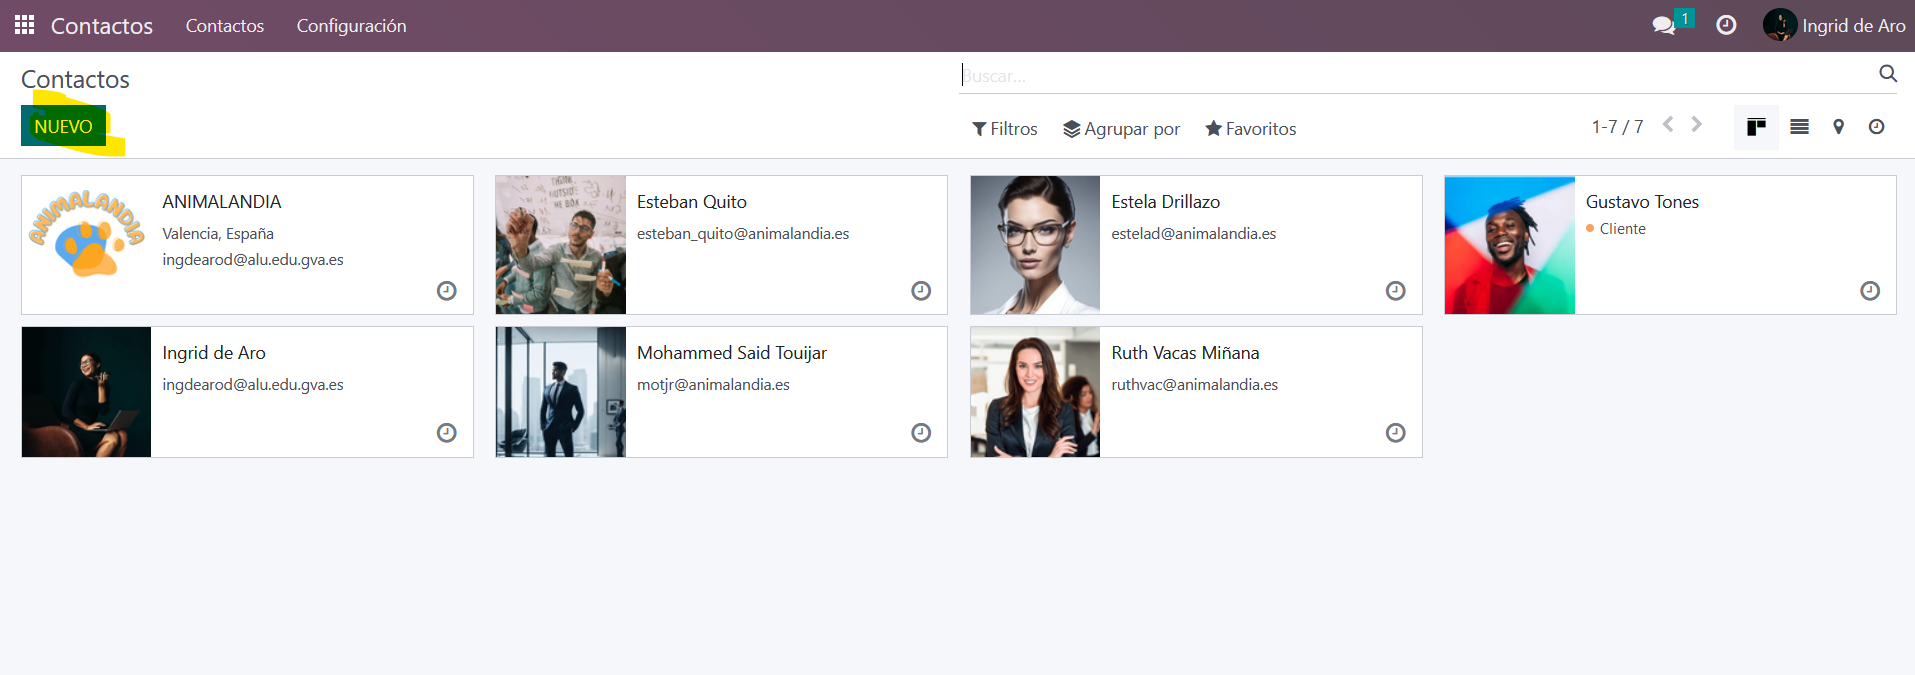 Contactos Contactos Configuración 1 Ingrid de Aro
Contactos
Buscar...
NUEVO
Filtros Agrupar por Favoritos 1-7 / 7
ANIMALANDIA
ANIMALANDIA
Valencia, España
ingdearod@alu.edu.gva.es
THINK
OUTSIDE
THE BOX
Esteban Quito
esteban_quito@animalandia.es
Estela Drillazo
estelad@animalandia.es
Gustavo Tones
Cliente
Ingrid de Aro
ingdearod@alu.edu.gva.es
Mohammed Said Touijar
motjr@animalandia.es
Ruth Vacas Miñana
ruthvac@animalandia.es